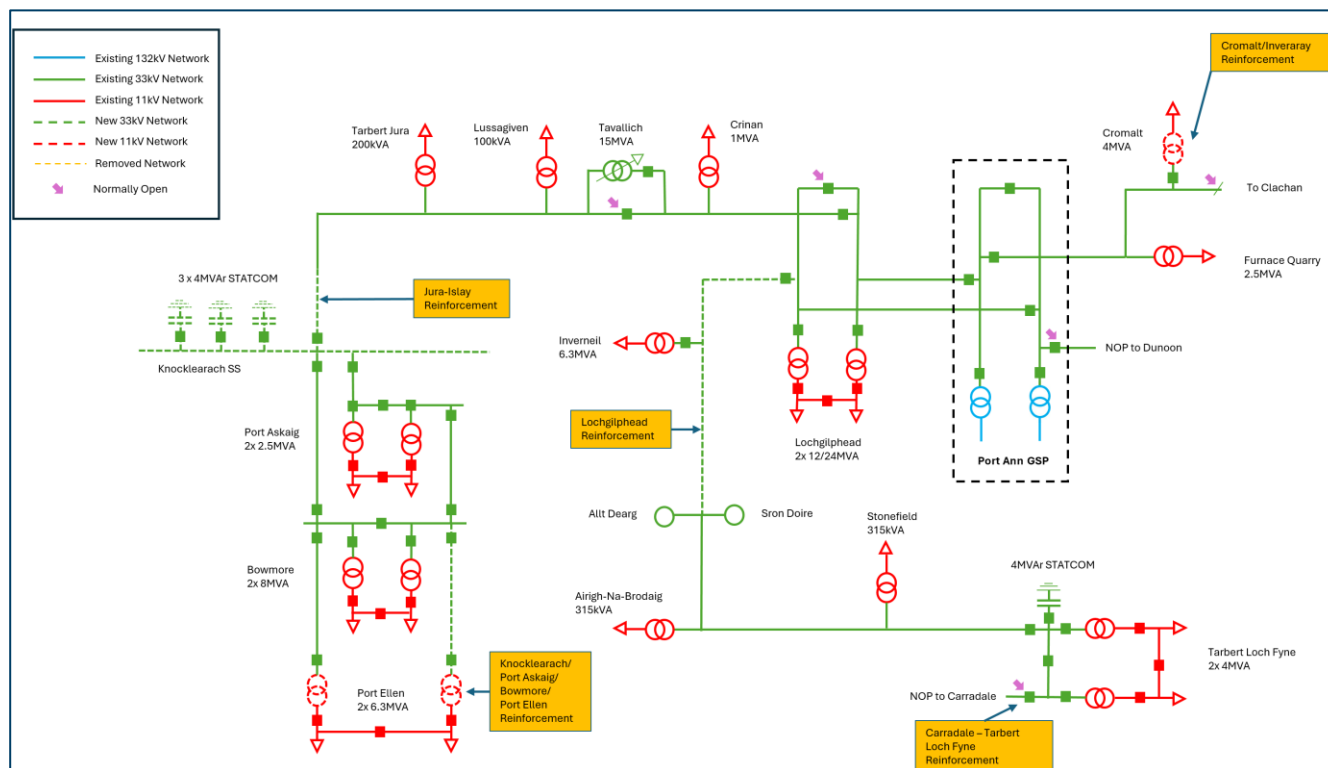 Existing 132kV Network
Existing 33kV Network
Existing 11kV Network
New 33kV Network
New 11kV Network
Removed Network
Normally Open
Cromalt/Inveraray
Reinforcement
Tarbert Jura
200kVA
Lussagiven
100kVA
Tavallich
15MVA
Crinan
1MVA
Cromalt
4MVA
To Clachan
Furnace Quarry
2.5MVA
3 x 4MVAr STATCOM
Jura-Islay
Reinforcement
Knocklearach SS
Inverneil
6.3MVA
NOP to Dunoon
Lochgilphead
Reinforcement
Lochgilphead
2x 12/24MVA
Port Ann GSP
Port Askaig
2x 2.5MVA
Allt Dearg
Sron Doire
Stonefield
315kVA
Bowmore
2x 8MVA
Airigh-Na-Brodaig
315kVA
4MVAr STATCOM
Tarbert Loch Fyne
2x 4MVA
Port Ellen
2x 6.3MVA
Knocklearach/
Port Askaig/
Bowmore/
Port Ellen
Reinforcement
NOP to Carradale
Carradale – Tarbert
Loch Fyne
Reinforcement